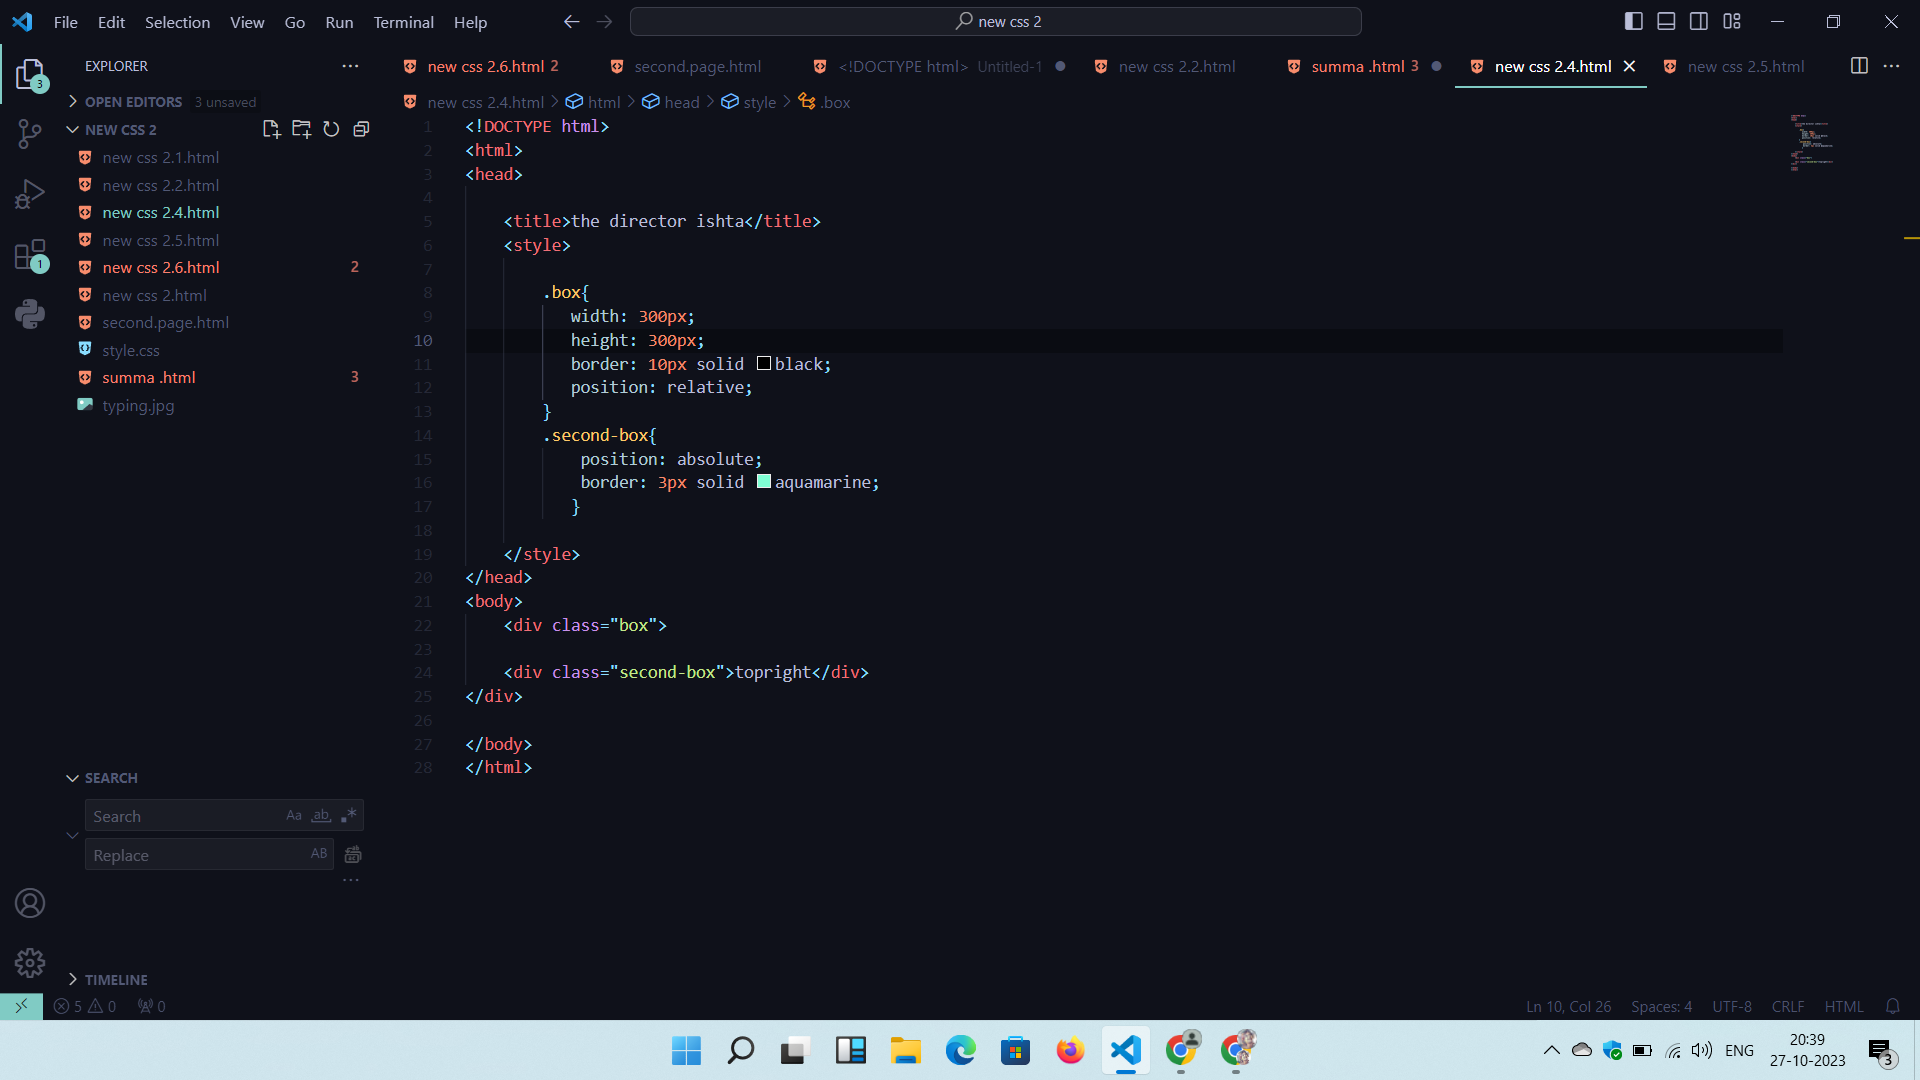 File Edit Selection View Go Run Terminal Help
new css 2
EXPLORER
OPEN EDITORS 3 unsaved
NEW CSS 2
new css 2.1.html
new css 2.2.html
new css 2.4.html
new css 2.5.html
new css 2.6.html 2
new css 2.html
second.page.html
style.css
summa .html 3
typing.jpg
SEARCH
Search Aa ab
Replace AB
TIMELINE
3
1
new css 2.6.html 2
second.page.html
<!DOCTYPE html> Untitled-1
new css 2.2.html
summa .html 3
new css 2.4.html
new css 2.5.html
new css 2.4.html > html > head > style > .box
1 <!DOCTYPE html>
2 <html>
3 <head>
4
5 <title>the director ishta</title>
6 <style>
7
8 .box{
9 width: 300px;
10 height: 300px;
11 border: 10px solid black;
12 position: relative;
13 }
14 .second-box{
15 position: absolute;
16 border: 3px solid aquamarine;
17 }
18
19 </style>
20 </head>
21 <body>
22 <div class="box">
23
24 <div class="second-box">topright</div>
25 </div>
26
27 </body>
28 </html>
5 0 0
Ln 10, Col 26 Spaces: 4 UTF-8 CRLF HTML
ENG
20:39
27-10-2023
3